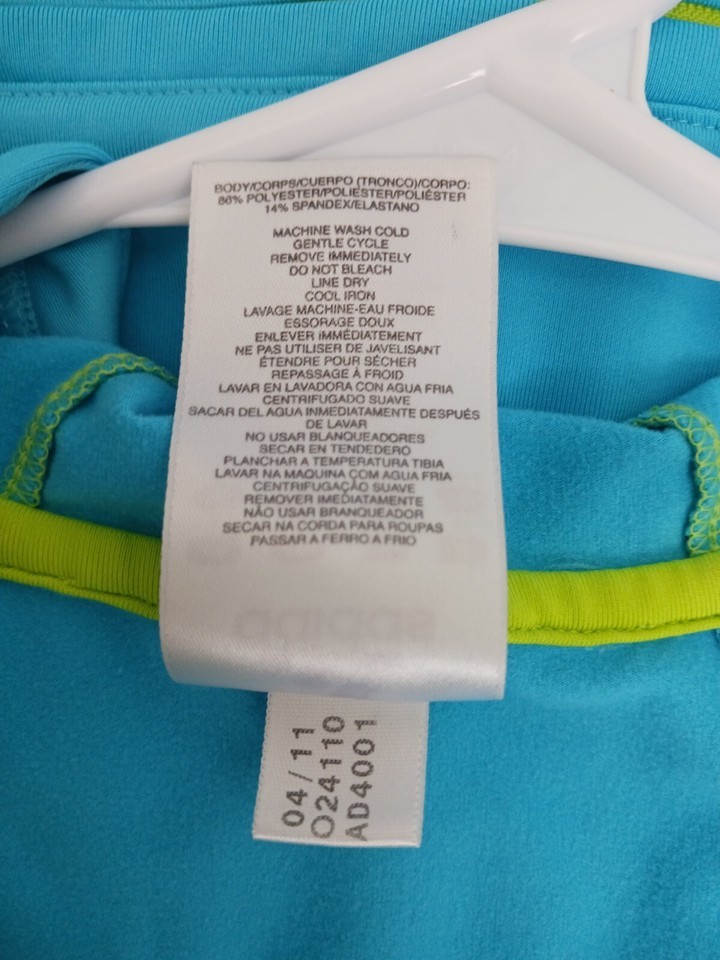 BODY/CORPS/CUERPO (TRONCO)/CORPO:
86% POLYESTER/POLIESTER/POLIÉSTER
14% SPANDEX/ELASTANO
MACHINE WASH COLD
GENTLE CYCLE
REMOVE IMMEDIATELY
DO NOT BLEACH
LINE DRY
COOL IRON
LAVAGE MACHINE-EAU FROIDE
ESSORAGE DOUX
ENLEVER IMMÉDIATEMENT
NE PAS UTILISER DE JAVELISANT
ÉTENDRE POUR SÉCHER
REPASSAGE À FROID
LAVAR EN LAVADORA CON AGUA FRIA
CENTRIFUGADO SUAVE
SACAR DEL AGUA INMEDIATAMENTE DESPUÉS
DE LAVAR
NO USAR BLANQUEADORES
SECAR EN TENDEDERO
PLANCHAR A TEMPERATURA TIBIA
LAVAR NA MAQUINA COM AGUA FRIA
CENTRIFUGAÇÃO SUAVE
REMOVER IMEDIATAMENTE
NÃO USAR BRANQUEADOR
SECAR NA CORDA PARA ROUPAS
PASSAR A FERRO A FRIO
04/11
O24110
AD4001